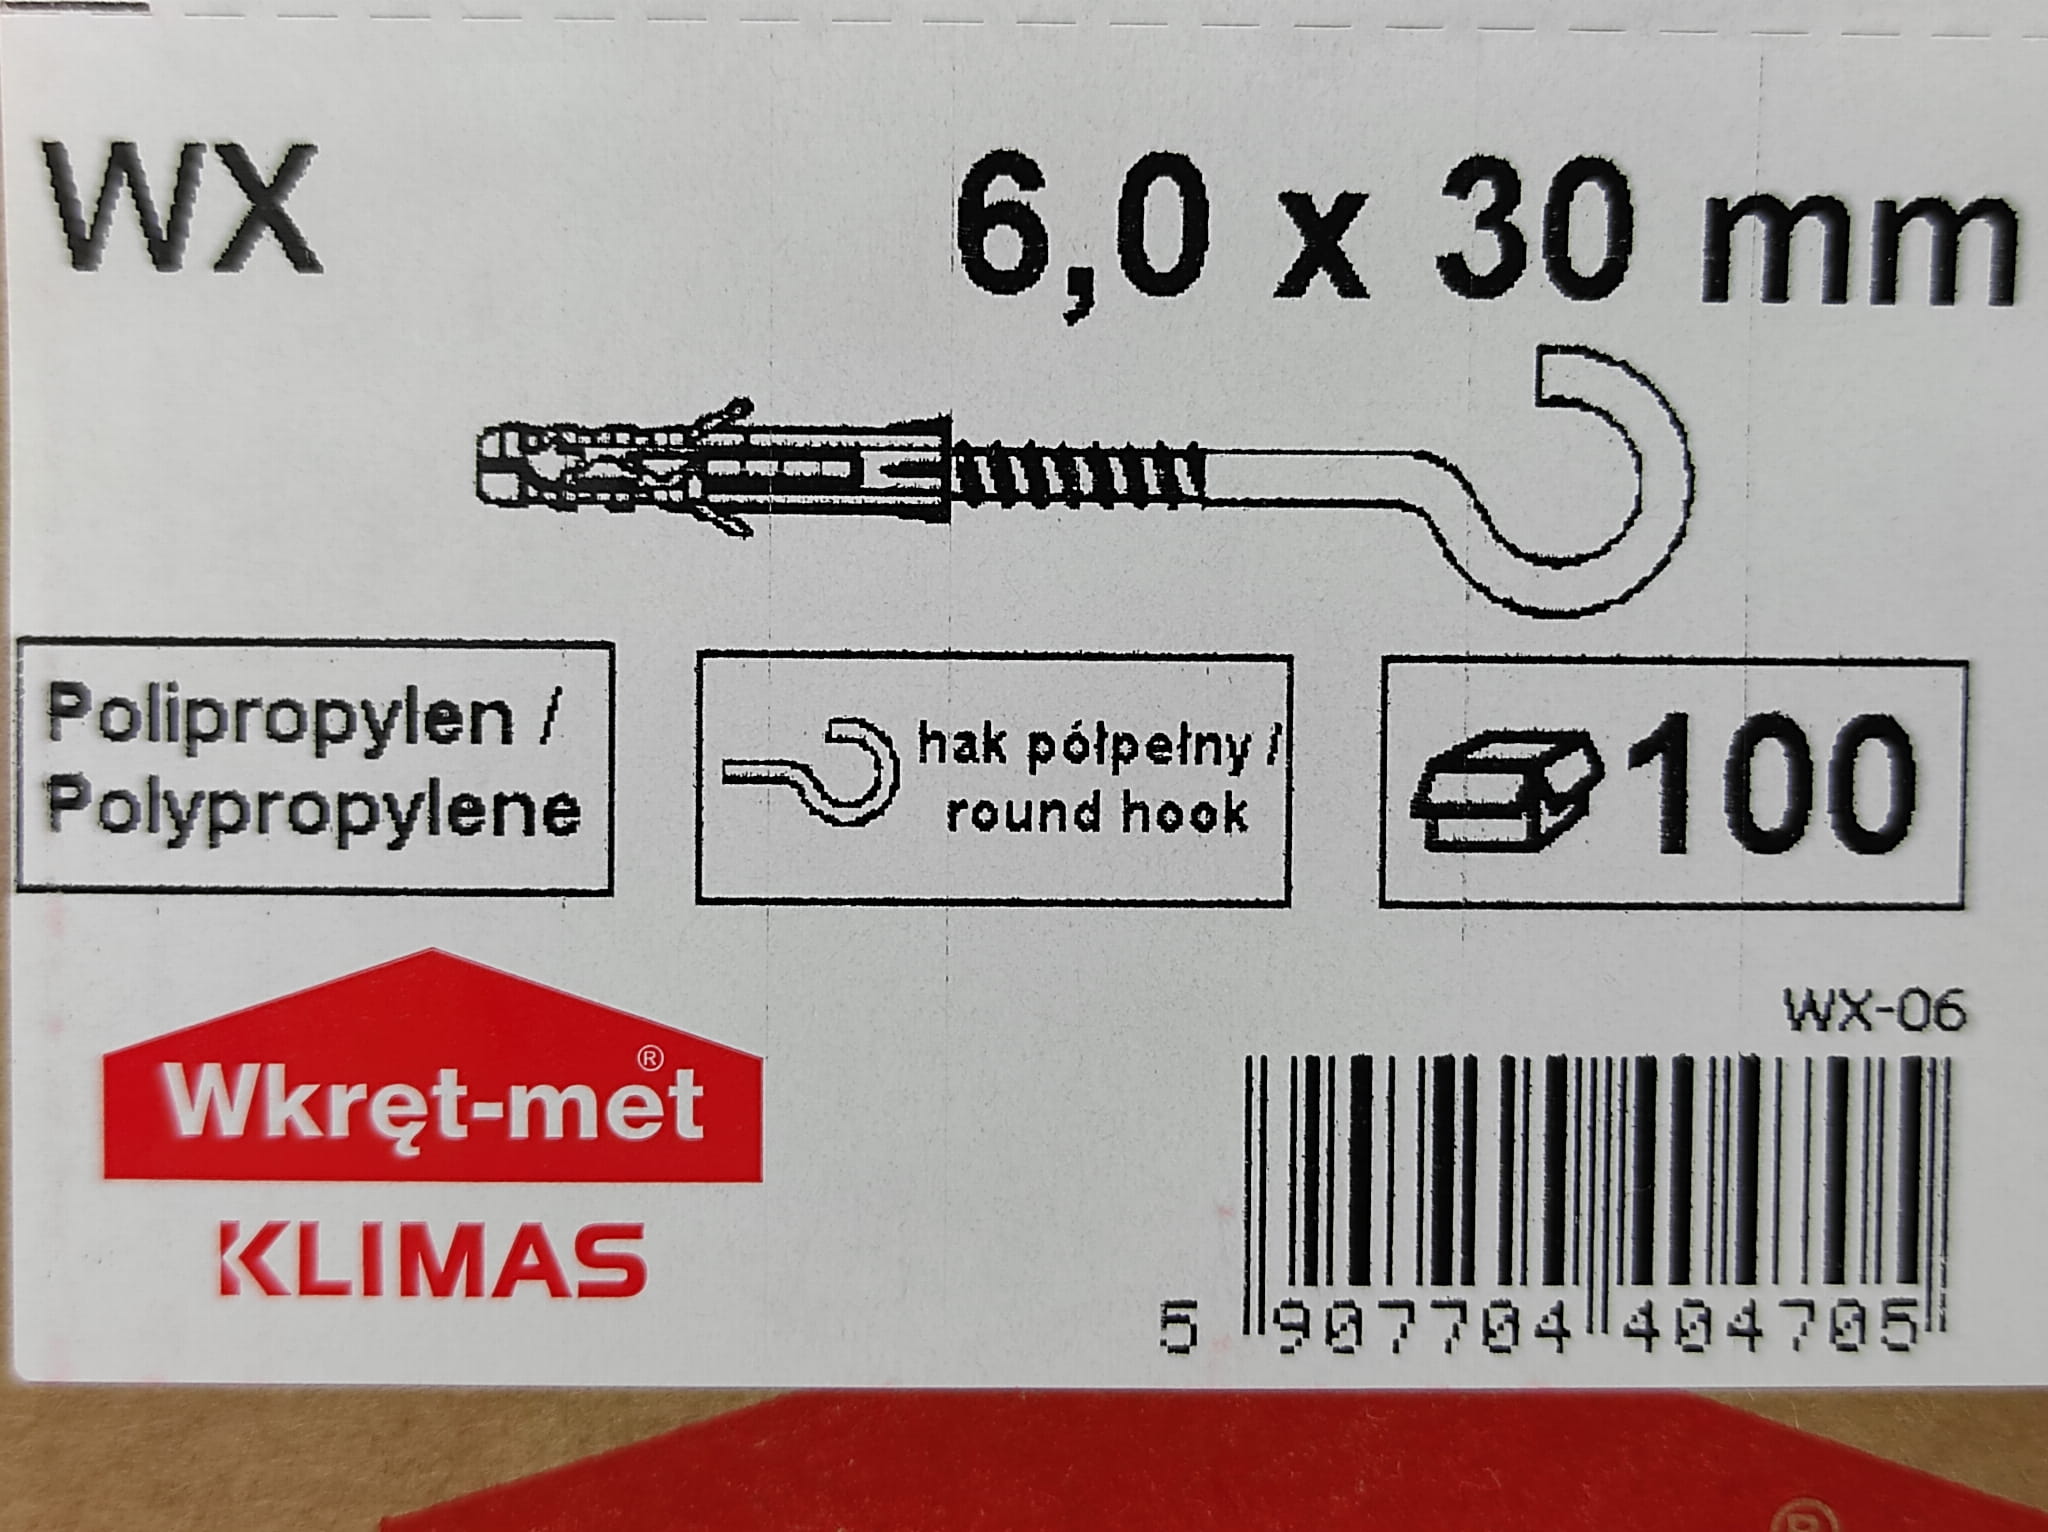 WX
6,0 x 30 mm
Polipropylen /
Polypropylene
hak półpełny /
round hook
100
WX-06
Wkręt-met®
KLIMAS
5 907704 404705
®